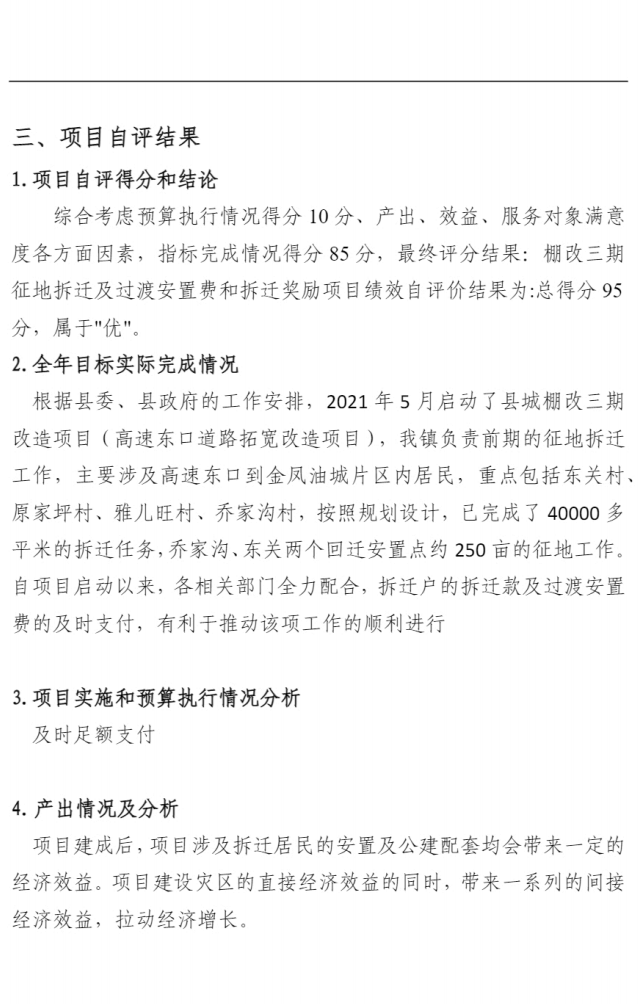 三、项目自评结果
1.项目自评得分和结论
综合考虑预算执行情况得分 10 分、产出、效益、服务对象满意
度各方面因素，指标完成情况得分 85 分，最终评分结果：棚改三期
征地拆迁及过渡安置费和拆迁奖励项目绩效自评价结果为:总得分 95
分，属于"优"。
2.全年目标实际完成情况
根据县委、县政府的工作安排，2021 年 5 月启动了县城棚改三期
改造项目（高速东口道路拓宽改造项目），我镇负责前期的征地拆迁
工作，主要涉及高速东口到金凤油城片区内居民，重点包括东关村、
原家坪村、雅儿旺村、乔家沟村，按照规划设计，已完成了 40000 多
平米的拆迁任务,乔家沟、东关两个回迁安置点约 250 亩的征地工作。
自项目启动以来，各相关部门全力配合，拆迁户的拆迁款及过渡安置
费的及时支付，有利于推动该项工作的顺利进行
3.项目实施和预算执行情况分析
及时足额支付
4. 产出情况及分析
项目建成后,项目涉及拆迁居民的安置及公建配套均会带来一定的
经济效益。项目建设灾区的直接经济效益的同时，带来一系列的间接
经济效益，拉动经济增长。